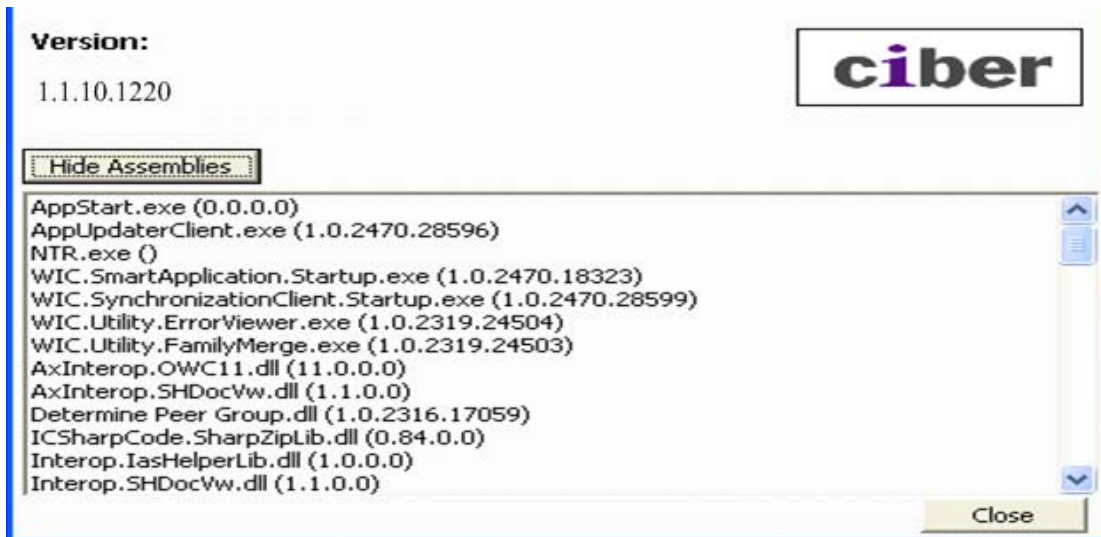 Version:
ciber
1.1.10.1220
Hide Assemblies
AppStart.exe (0.0.0.0)
AppUpdaterClient.exe (1.0.2470.28596)
NTR.exe ()
WIC.SmartApplication.Startup.exe (1.0.2470.18323)
WIC.SynchronizationClient.Startup.exe (1.0.2470.28599)
WIC.Utility.ErrorViewer.exe (1.0.2319.24504)
WIC.Utility.FamilyMerge.exe (1.0.2319.24503)
AxInterop.OWC11.dll (11.0.0.0)
AxInterop.SHDocVw.dll (1.1.0.0)
Determine Peer Group.dll (1.0.2316.17059)
ICSharpCode.SharpZipLib.dll (0.84.0.0)
Interop.IasHelperLib.dll (1.0.0.0)
Interop.SHDocVw.dll (1.1.0.0)
Close